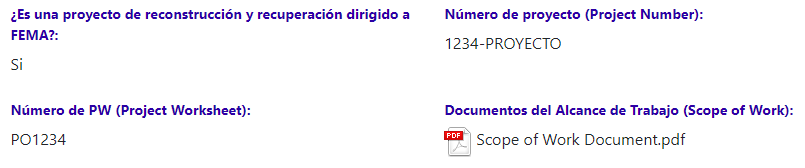 ¿Es una proyecto de reconstrucción y recuperación dirigido a
FEMA?:
Si
Número de proyecto (Project Number):
1234-PROYECTO
Número de PW (Project Worksheet):
PO1234
Documentos del Alcance de Trabajo (Scope of Work):
PDF Scope of Work Document.pdf